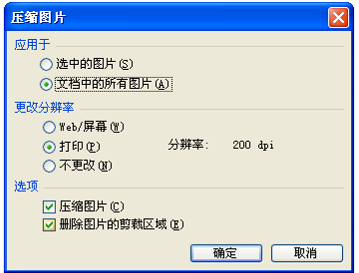 压缩图片
应用于
选中的图片(S)
文档中的所有图片(A)
更改分辨率
Web/屏幕(W)
打印(P) 分辨率: 200 dpi
不更改(N)
选项
压缩图片(C)
删除图片的剪裁区域(E)
确定 取消